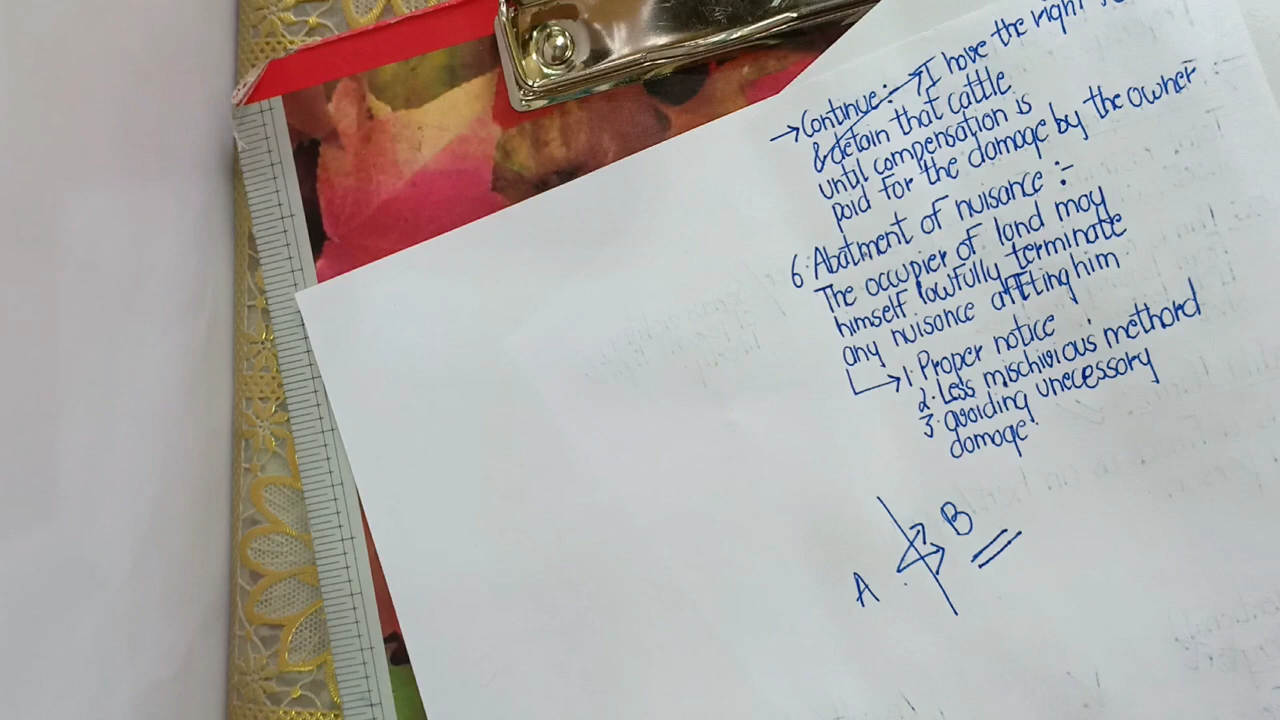 → Continue:- → I have the right
& detain that cattle
until compensation is
paid for the damage by the owner
6. Abatment of nuisance :-
The occupier of land may
himself lawfully terminate
any nuisance affting him
1. Proper notice
2. Less mischivious methord
3. avoiding unecessory
damage.
B
A